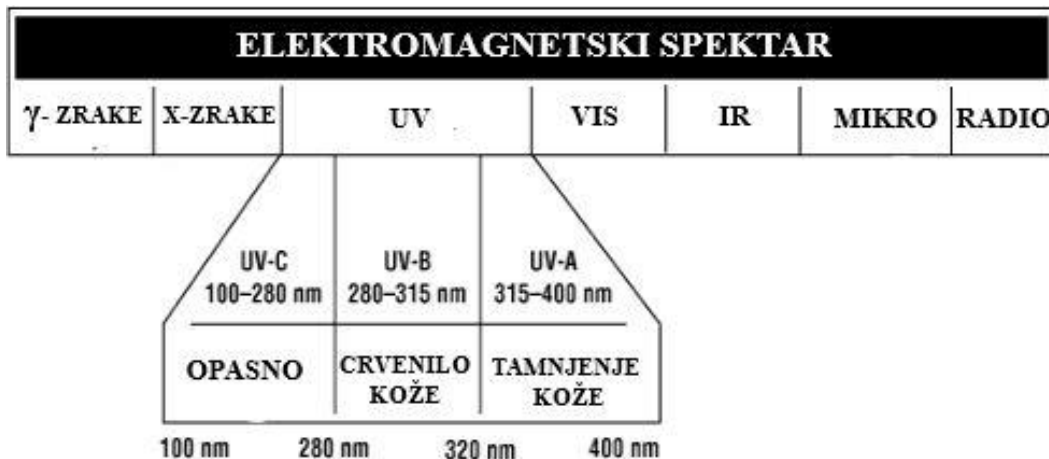 ELEKTROMAGNETSKI SPEKTAR
γ- ZRAKE X-ZRAKE UV VIS IR MIKRO RADIO
UV-C UV-B UV-A
100–280 nm 280–315 nm 315–400 nm
OPASNO CRVENILO KOŽE TAMNJENJE KOŽE
100 nm 280 nm 320 nm 400 nm